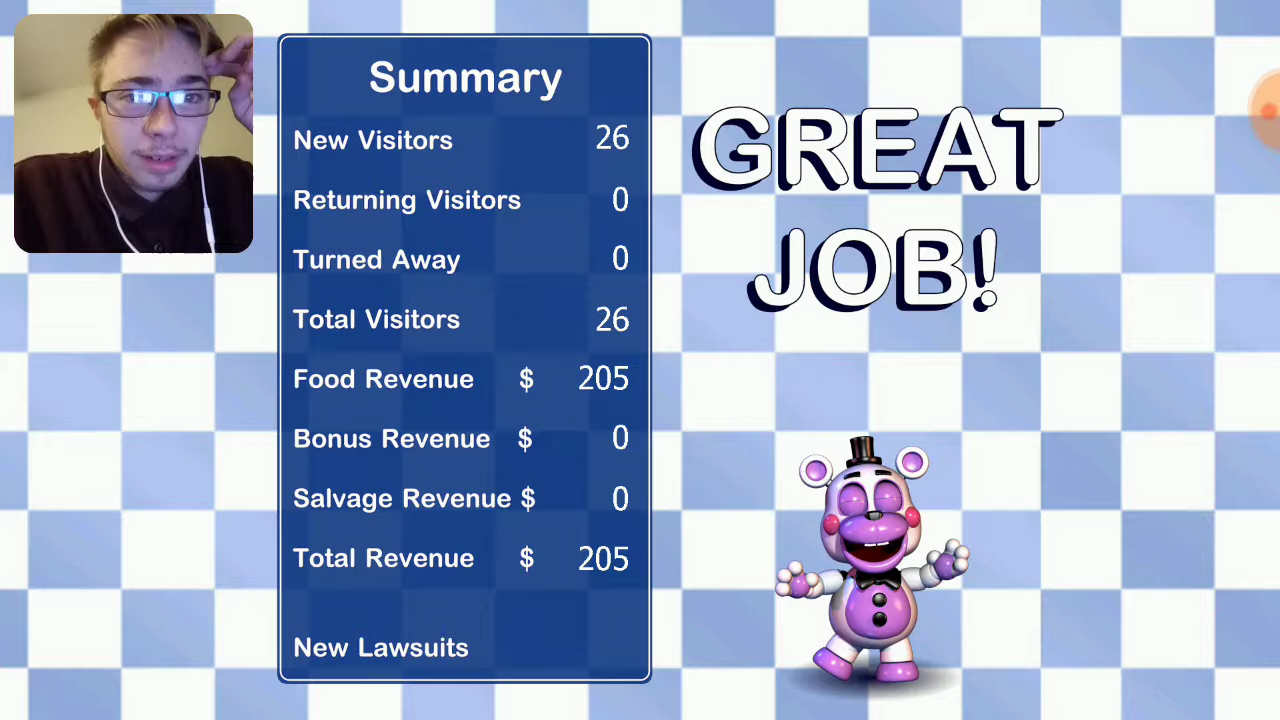 Summary
New Visitors 26
Returning Visitors 0
Turned Away 0
Total Visitors 26
Food Revenue $ 205
Bonus Revenue $ 0
Salvage Revenue $ 0
Total Revenue $ 205
New Lawsuits
GREAT
JOB!